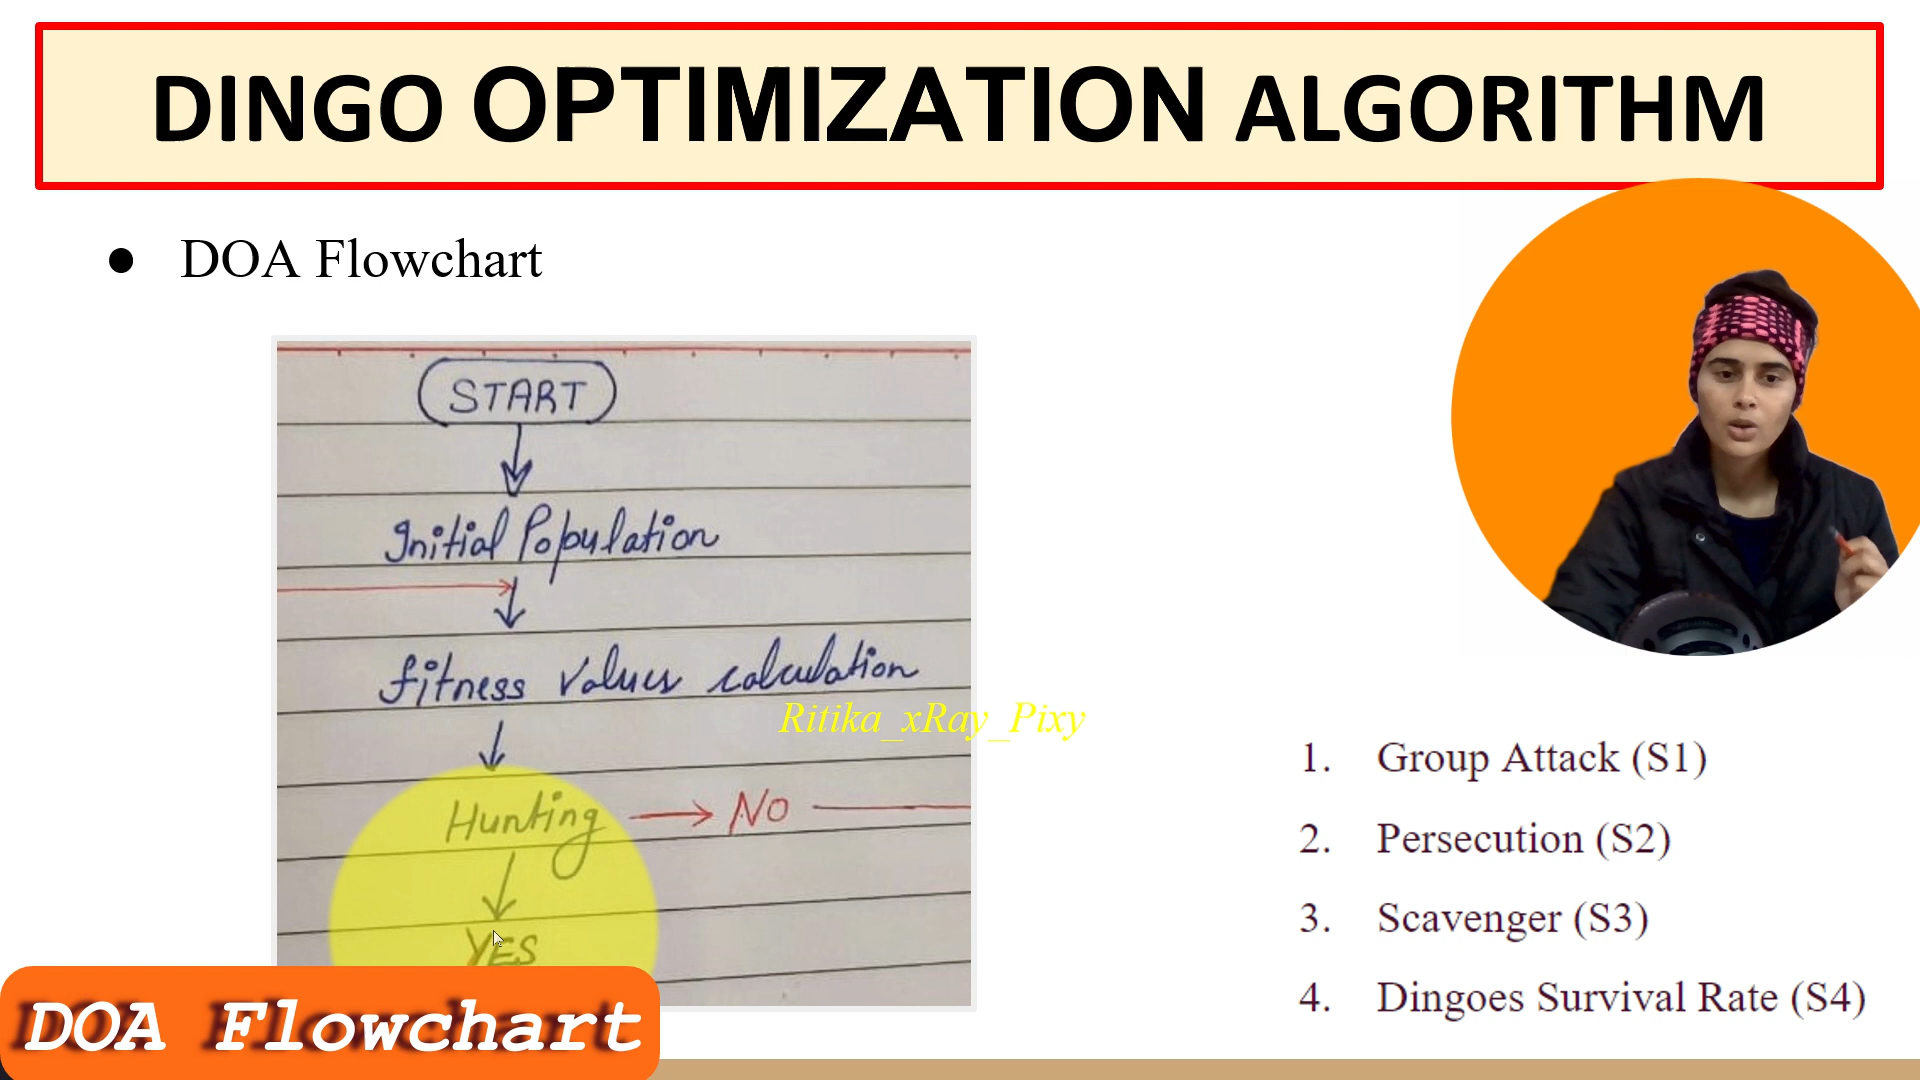 DINGO OPTIMIZATION ALGORITHM
● DOA Flowchart
START
Initial Population
fitness values calculation
Ritika_xRay_Pixy
Hunting → NO
YES
1. Group Attack (S1)
2. Persecution (S2)
3. Scavenger (S3)
4. Dingoes Survival Rate (S4)
DOA Flowchart